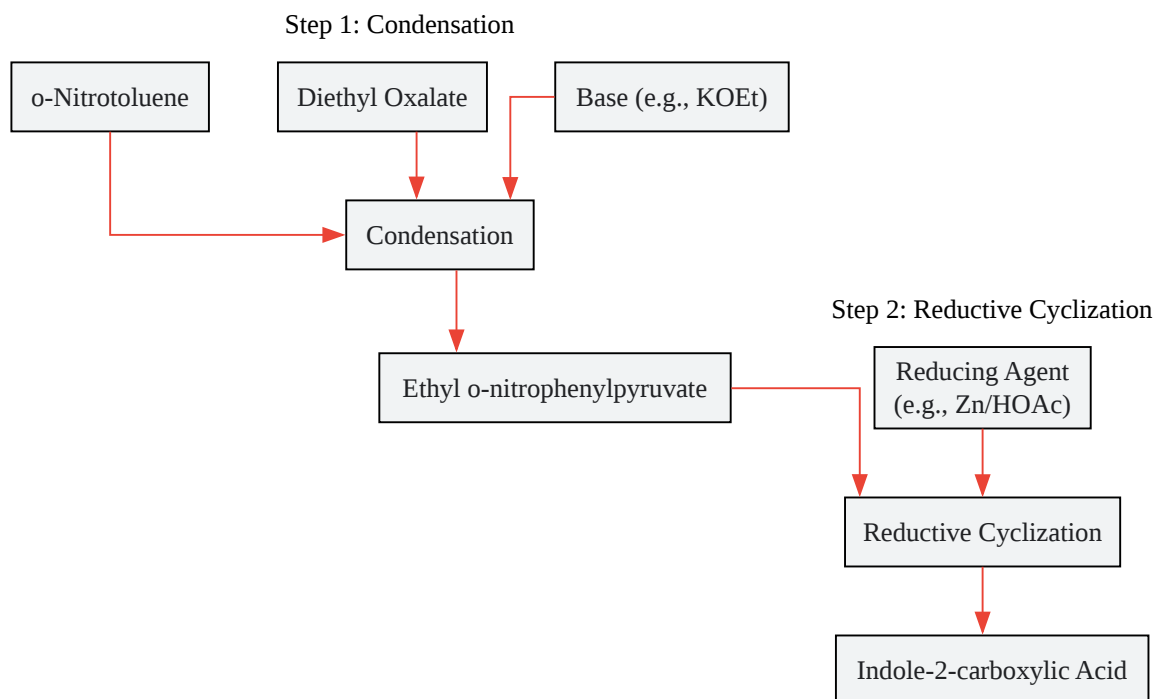 Step 1: Condensation
o-Nitrotoluene
Diethyl Oxalate
Base (e.g., KOEt)
Condensation
Step 2: Reductive Cyclization
Ethyl o-nitrophenylpyruvate
Reducing Agent
(e.g., Zn/HOAc)
Reductive Cyclization
Indole-2-carboxylic Acid